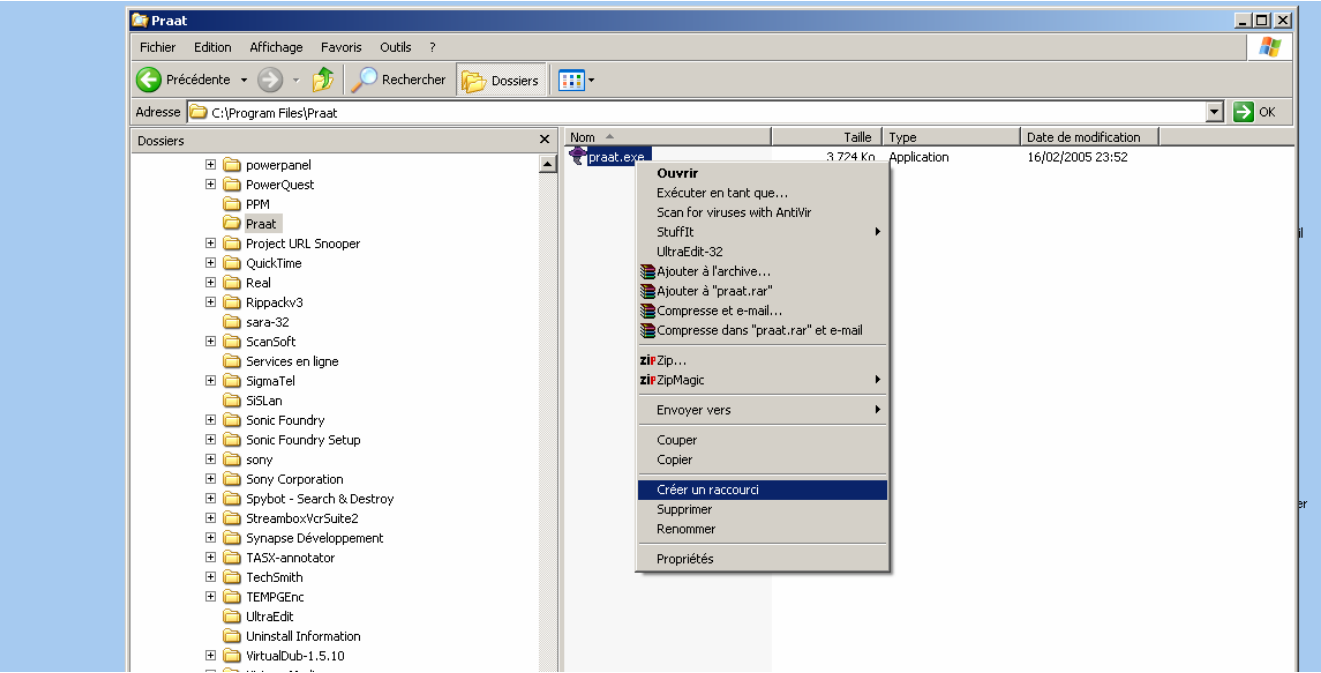 Praat
Fichier Edition Affichage Favoris Outils ?
Précédente Rechercher Dossiers
Adresse C:\Program Files\Praat OK
Dossiers x
Nom Taille Type Date de modification
praat.exe 3 724 Ko Application 16/02/2005 23:52
powerpanel
PowerQuest
PPM
Praat
Project URL Snooper
QuickTime
Real
Rippackv3
sara-32
ScanSoft
Services en ligne
SigmaTel
SiSLan
Sonic Foundry
Sonic Foundry Setup
sony
Sony Corporation
Spybot - Search & Destroy
StreamboxVcrSuite2
Synapse Développement
TASX-annotator
TechSmith
TEMPGEnc
UltraEdit
Uninstall Information
VirtualDub-1.5.10
Ouvrir
Exécuter en tant que...
Scan for viruses with AntiVir
StuffIt
UltraEdit-32
Ajouter à l'archive...
Ajouter à "praat.rar"
Compresse et e-mail...
Compresse dans "praat.rar" et e-mail
ZIP Zip...
ZIP ZipMagic
Envoyer vers
Couper
Copier
Créer un raccourci
Supprimer
Renommer
Propriétés